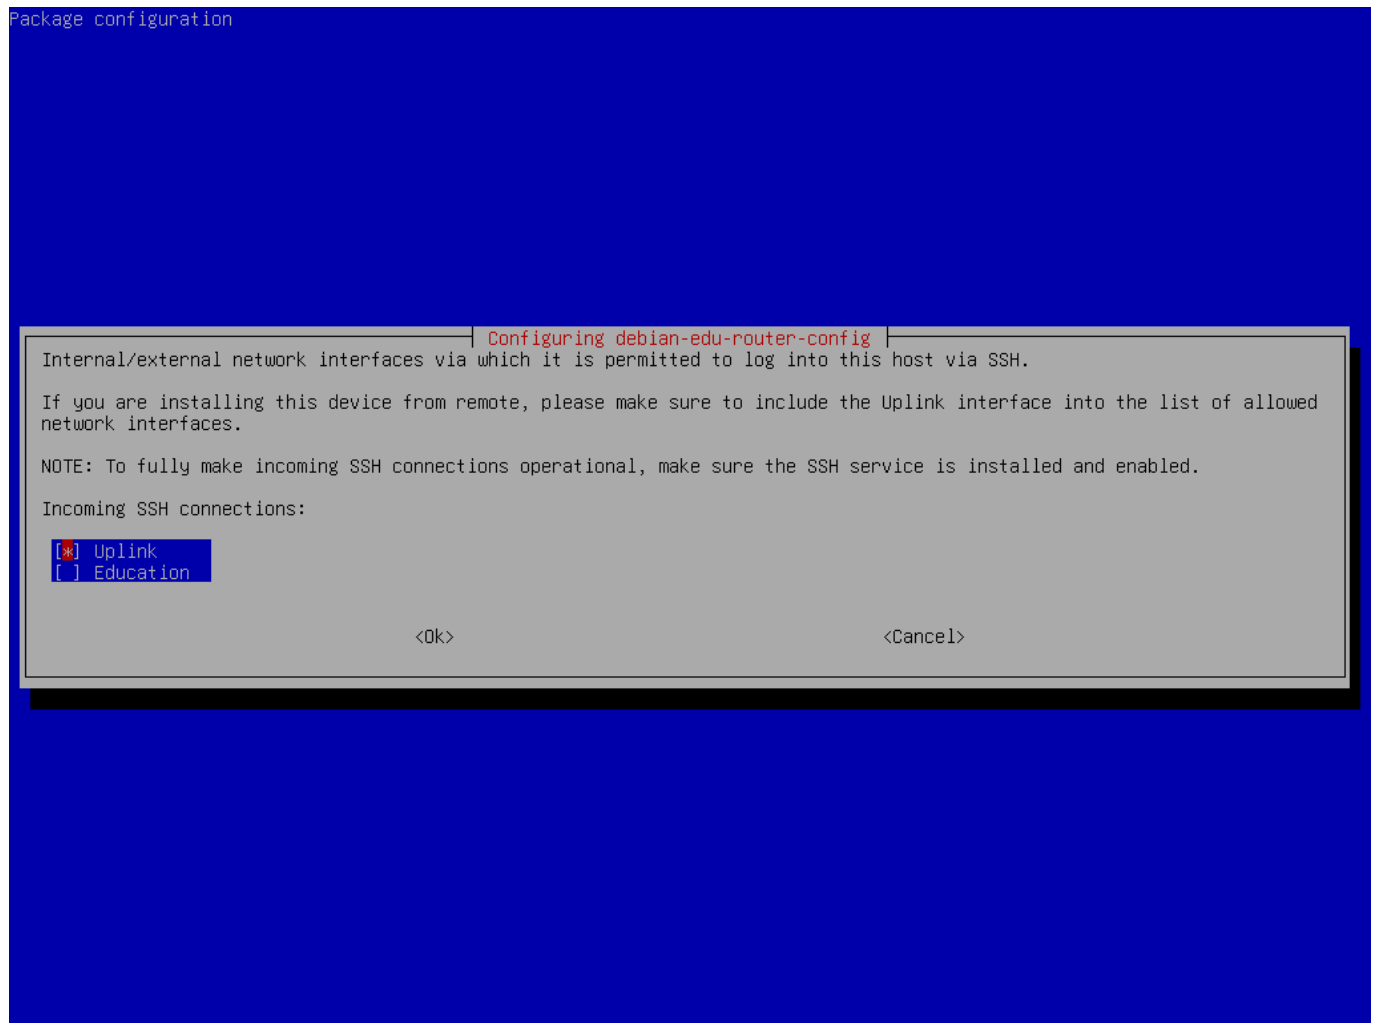 Package configuration
Configuring debian-edu-router-config
Internal/external network interfaces via which it is permitted to log into this host via SSH.
If you are installing this device from remote, please make sure to include the Uplink interface into the list of allowed
network interfaces.
NOTE: To fully make incoming SSH connections operational, make sure the SSH service is installed and enabled.
Incoming SSH connections:
[*] Uplink
[ ] Education
<Ok> <Cancel>